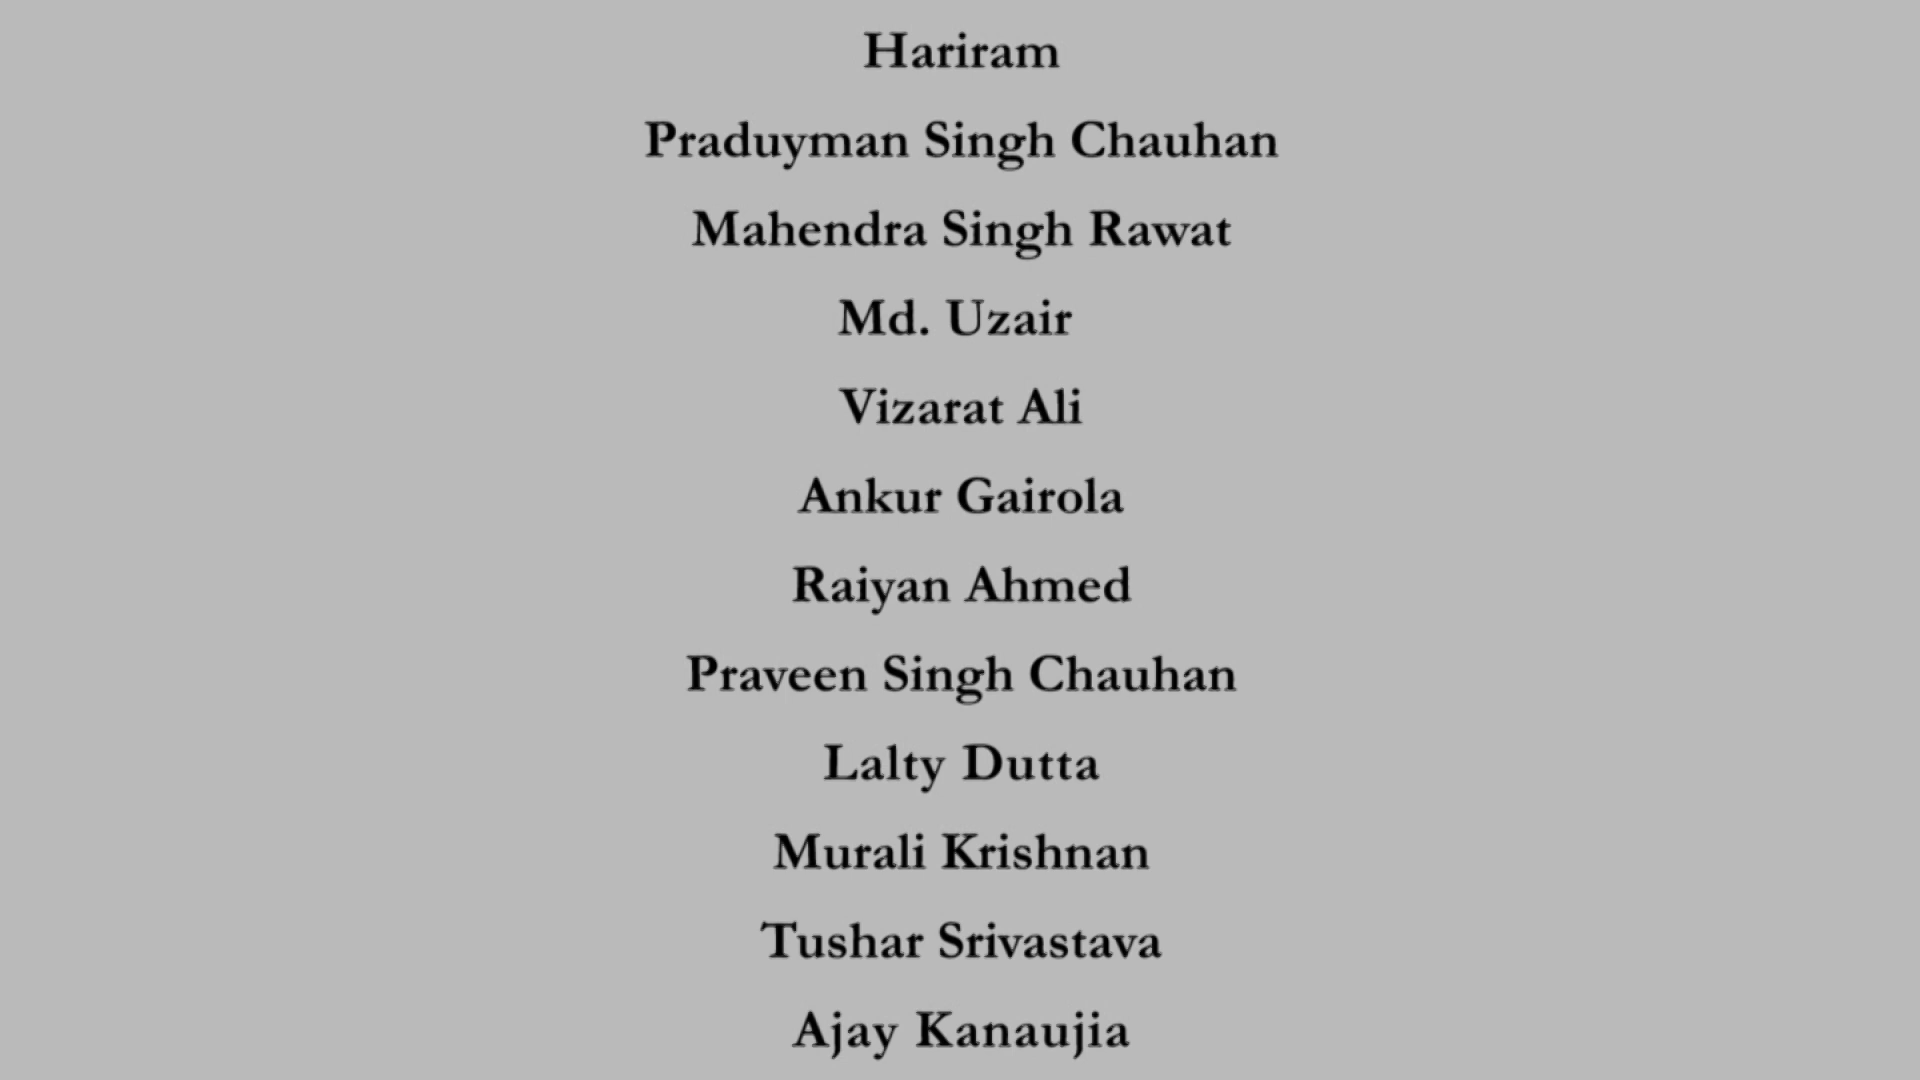 Hariram
Praduyman Singh Chauhan
Mahendra Singh Rawat
Md. Uzair
Vizarat Ali
Ankur Gairola
Raiyan Ahmed
Praveen Singh Chauhan
Lalty Dutta
Murali Krishnan
Tushar Srivastava
Ajay Kanaujia